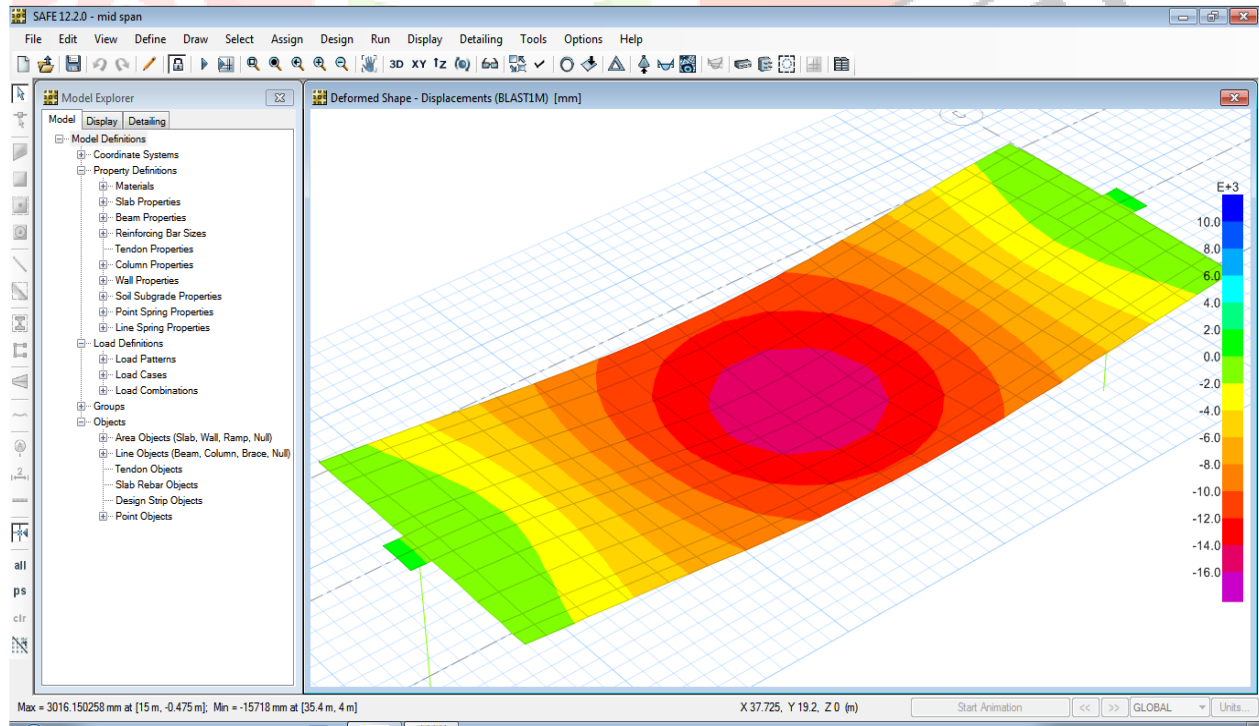 SAFE 12.2.0 - mid span
File Edit View Define Draw Select Assign Design Run Display Detailing Tools Options Help
3D XY
Model Explorer
Model Display Detailing
Model Definitions
Coordinate Systems
Property Definitions
Materials
Slab Properties
Beam Properties
Reinforcing Bar Sizes
Tendon Properties
Column Properties
Wall Properties
Soil Subgrade Properties
Point Spring Properties
Line Spring Properties
Load Definitions
Load Patterns
Load Cases
Load Combinations
Groups
Objects
Area Objects (Slab, Wall, Ramp, Null)
Line Objects (Beam, Column, Brace, Null)
Tendon Objects
Slab Rebar Objects
Design Strip Objects
Point Objects
all
ps
clr
Deformed Shape - Displacements (BLAST1M) [mm]
E+3
10.0
8.0
6.0
4.0
2.0
0.0
-2.0
-4.0
-6.0
-8.0
-10.0
-12.0
-14.0
-16.0
Max = 3016.150258 mm at [15 m, -0.475 m]; Min = -15718 mm at [35.4 m, 4 m] X 37.725, Y 19.2, Z 0 (m) Start Animation << >> GLOBAL Units...